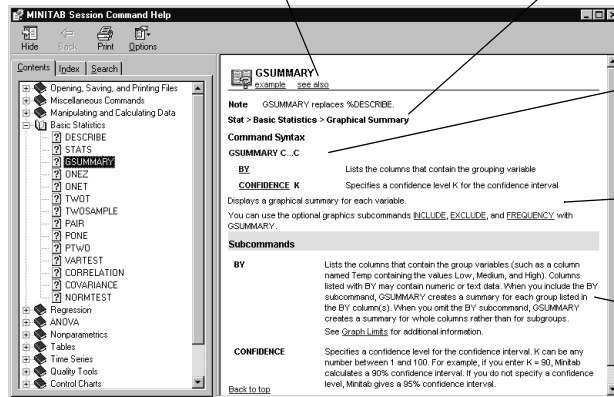 MINITAB Session Command Help
Hide Back Print Options
Contents Index Search
Opening, Saving, and Printing Files
Miscellaneous Commands
Manipulating and Calculating Data
Basic Statistics
DESCRIBE
STATS
GSUMMARY
ONEZ
ONET
TWOT
TWOSAMPLE
PAIR
PONE
PTWO
VARTEST
CORRELATION
COVARIANCE
NORMTEST
Regression
ANOVA
Nonparametrics
Tables
Time Series
Quality Tools
Control Charts
GSUMMARY
example see also
Note GSUMMARY replaces %DESCRIBE.
Stat > Basic Statistics > Graphical Summary
Command Syntax
GSUMMARY C...C
BY Lists the columns that contain the grouping variable
CONFIDENCE K Specifies a confidence level K for the confidence interval
Displays a graphical summary for each variable.
You can use the optional graphics subcommands INCLUDE, EXCLUDE, and FREQUENCY with
GSUMMARY.
Subcommands
BY Lists the columns that contain the group variables (such as a column
named Temp containing the values Low, Medium, and High). Columns
listed with BY may contain numeric or text data. When you include the BY
subcommand, GSUMMARY creates a summary for each group listed in
the BY column(s). When you omit the BY subcommand, GSUMMARY
creates a summary for whole columns rather than for subgroups.
See Graph Limits for additional information.
CONFIDENCE Specifies a confidence level for the confidence interval. K can be any
number between 1 and 100. For example, if you enter K = 90, Minitab
calculates a 90% confidence interval. If you do not specify a confidence
level, Minitab gives a 95% confidence interval.
Back to top